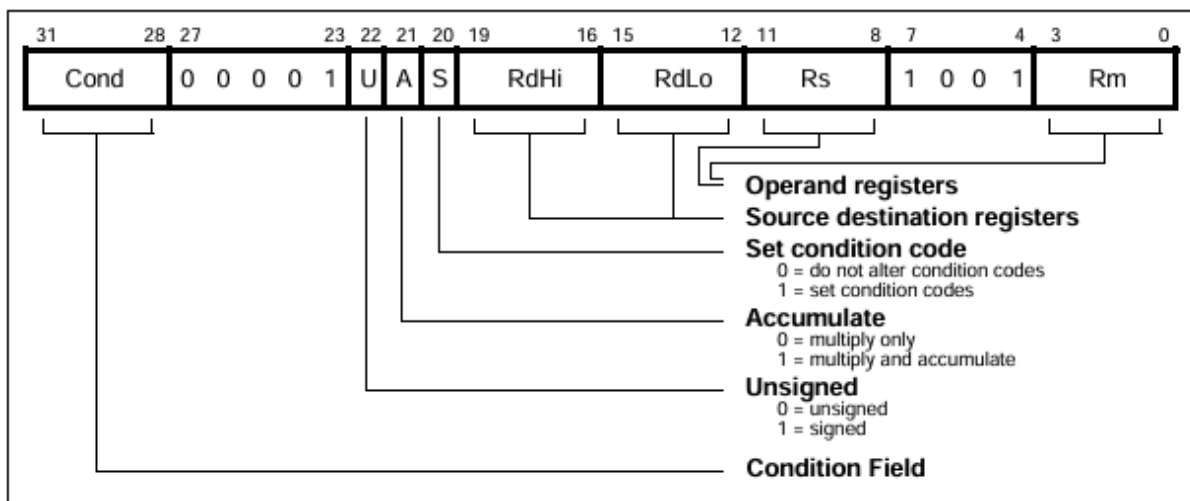 31 28 27 23 22 21 20 19 16 15 12 11 8 7 4 3 0
Cond 0 0 0 0 1 U A S RdHi RdLo Rs 1 0 0 1 Rm
Operand registers
Source destination registers
Set condition code
0 = do not alter condition codes
1 = set condition codes
Accumulate
0 = multiply only
1 = multiply and accumulate
Unsigned
0 = unsigned
1 = signed
Condition Field